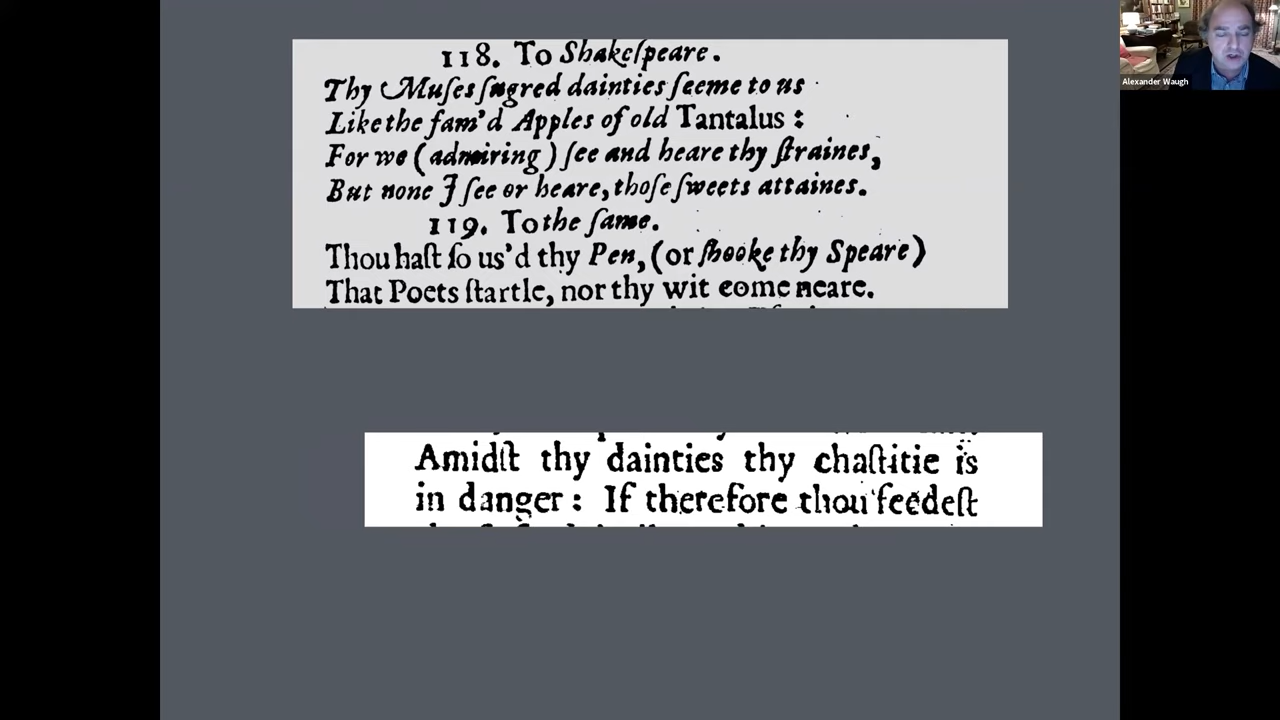 118. To Shakeſpeare.
Thy Muſes ſugred dainties ſeeme to us
Like the fam'd Apples of old Tantalus :
For we (admiring) ſee and heare thy ſtraines,
But none I ſee or heare, thoſe ſweets attaines.
119. To the ſame.
Thou haſt ſo us'd thy Pen, (or ſhooke thy Speare)
That Poets ſtartle, nor thy wit come neare.
Amidſt thy dainties thy chaſtitie is
in danger : If therefore thou feedeſt
Alexander Waugh